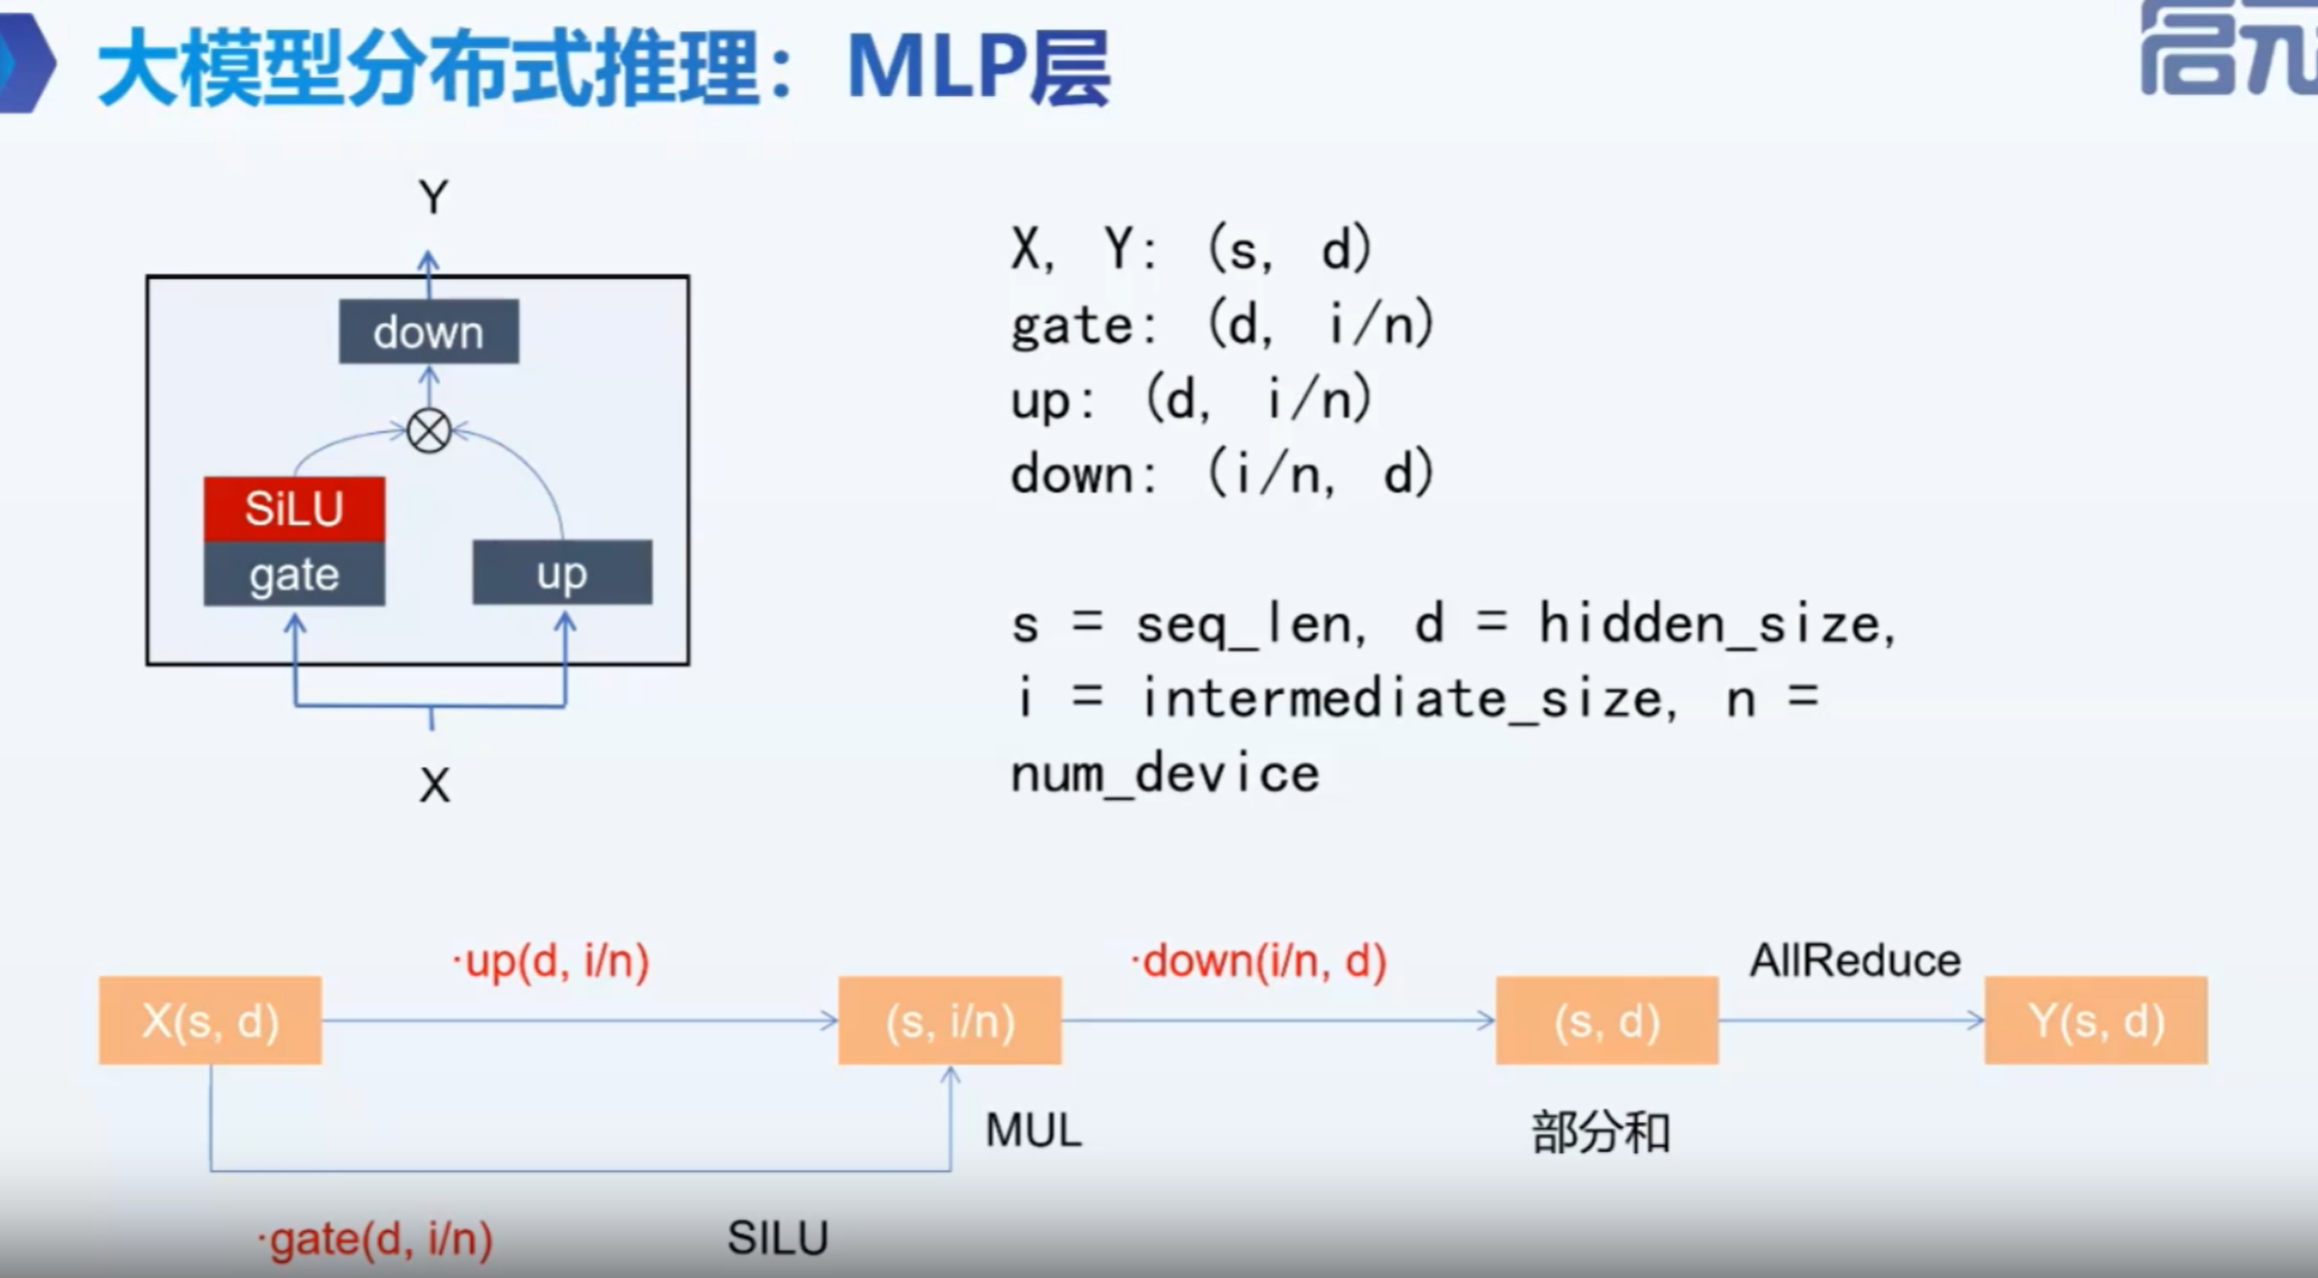 大模型分布式推理：MLP层
启元
Y
down
SiLU
gate
up
X
X, Y: (s, d)
gate: (d, i/n)
up: (d, i/n)
down: (i/n, d)
s = seq_len, d = hidden_size,
i = intermediate_size, n =
num_device
·up(d, i/n)
·down(i/n, d)
AllReduce
X(s, d)
(s, i/n)
(s, d)
Y(s, d)
MUL
部分和
·gate(d, i/n)
SILU